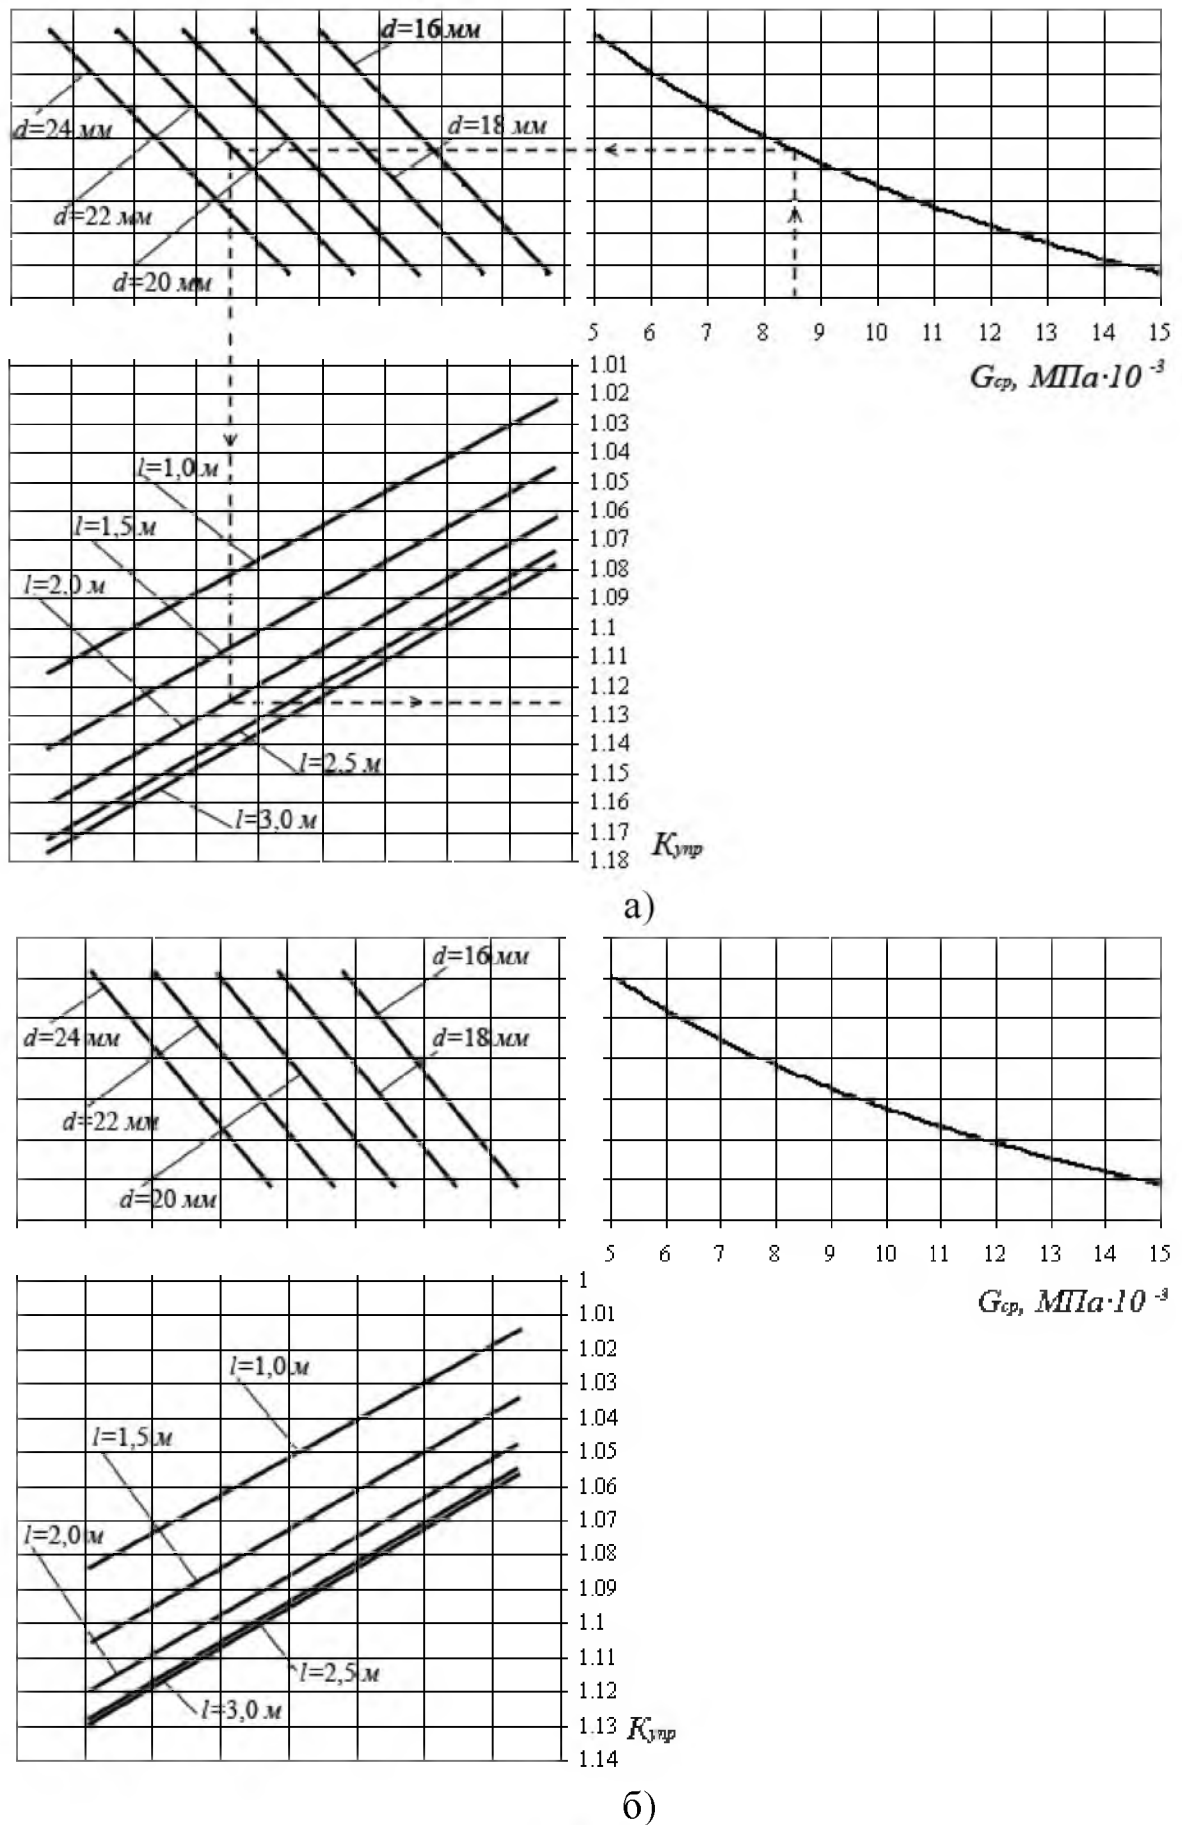 d=16 мм
d=24 мм
d=18 мм
d=22 мм
d=20 мм
5 6 7 8 9 10 11 12 13 14 15
Gср, МПа·10 -3
1.01
1.02
1.03
1.04
1.05
1.06
1.07
1.08
1.09
1.1
1.11
1.12
1.13
1.14
1.15
1.16
1.17
1.18
l=1,0 м
l=1,5 м
l=2,0 м
l=2,5 м
l=3,0 м
Kупр
а)
d=16 мм
d=24 мм
d=18 мм
d=22 мм
d=20 мм
5 6 7 8 9 10 11 12 13 14 15
Gср, МПа·10 -3
1
1.01
1.02
1.03
1.04
1.05
1.06
1.07
1.08
1.09
1.1
1.11
1.12
1.13
1.14
l=1,0 м
l=1,5 м
l=2,0 м
l=2,5 м
l=3,0 м
Kупр
б)